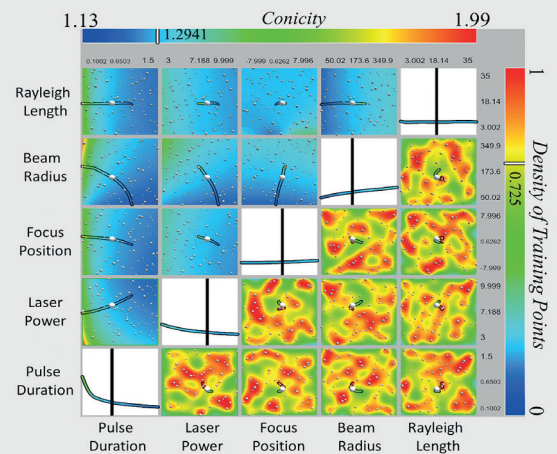 1.13 Conicity 1.99
1.2941
0.1002 0.6503 1.5 3 7.188 9.999 -7.999 0.6262 7.996 50.02 173.6 349.9 3.002 18.14 35
Rayleigh
Length
35
18.14
3.002
Beam
Radius
349.9
173.6
50.02
Focus
Position
7.996
0.6262
-7.999
Laser
Power
9.999
7.188
3
Pulse
Duration
1.5
0.6503
0.1002
Pulse
Duration
Laser
Power
Focus
Position
Beam
Radius
Rayleigh
Length
1
0.725
0
Density of Training Points